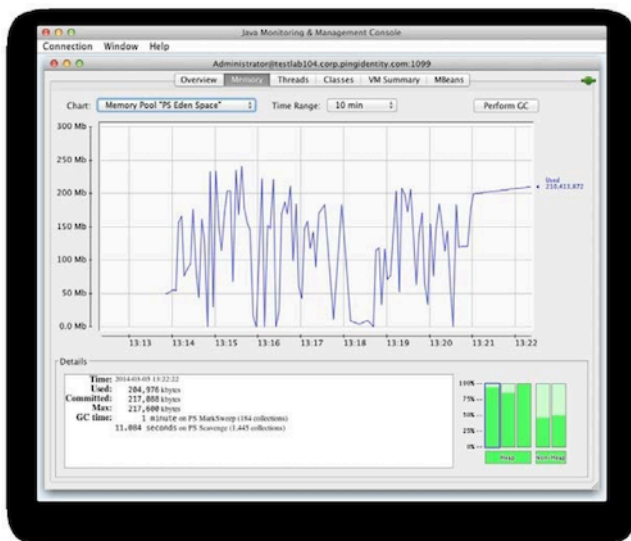 Java Monitoring & Management Console
Connection Window Help
Administrator@testlab104.corp.pingidentity.com:1099
Overview Memory Threads Classes VM Summary MBeans
Chart: Memory Pool "PS Eden Space" Time Range: 10 min Perform GC
300 Mb
250 Mb
200 Mb
150 Mb
100 Mb
50 Mb
0.0 Mb
Used
210,413,872
13:13 13:14 13:15 13:16 13:17 13:18 13:19 13:20 13:21 13:22
Details
Time: 2014-03-05 13:22:22
Used: 204,976 kbytes
Committed: 217,088 kbytes
Max: 217,600 kbytes
GC time: 1 minute on PS MarkSweep (184 collections)
11.004 seconds on PS Scavenge (1,445 collections)
100% --
75% --
50% --
25% --
0% --
Heap Non-Heap